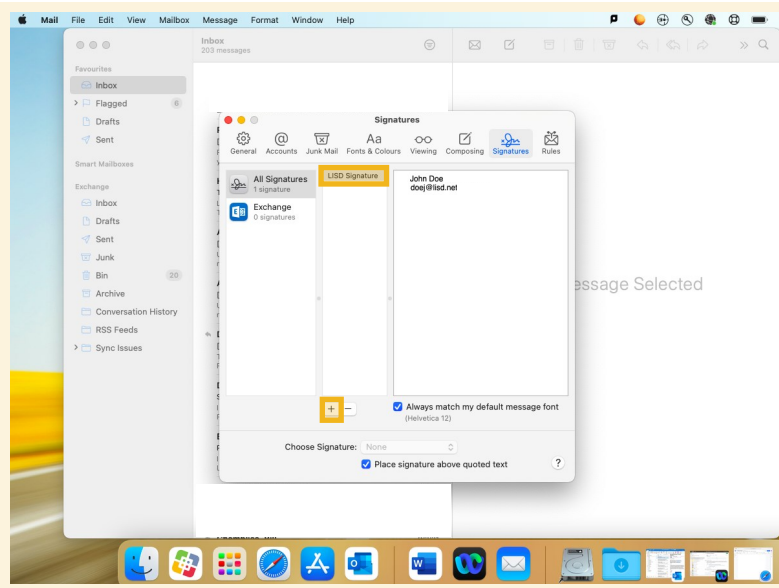 Mail File Edit View Mailbox Message Format Window Help
Inbox
203 messages
Favourites
Inbox
Flagged 6
Drafts
Sent
Smart Mailboxes
Exchange
Inbox
Drafts
Sent
Junk
Bin 20
Archive
Conversation History
RSS Feeds
Sync Issues
Signatures
General Accounts Junk Mail Fonts & Colours Viewing Composing Signatures Rules
All Signatures
1 signature
Exchange
0 signatures
LISD Signature
John Doe
doej@lisd.net
+ −
Always match my default message font
(Helvetica 12)
Choose Signature: None
Place signature above quoted text
?
essage Selected